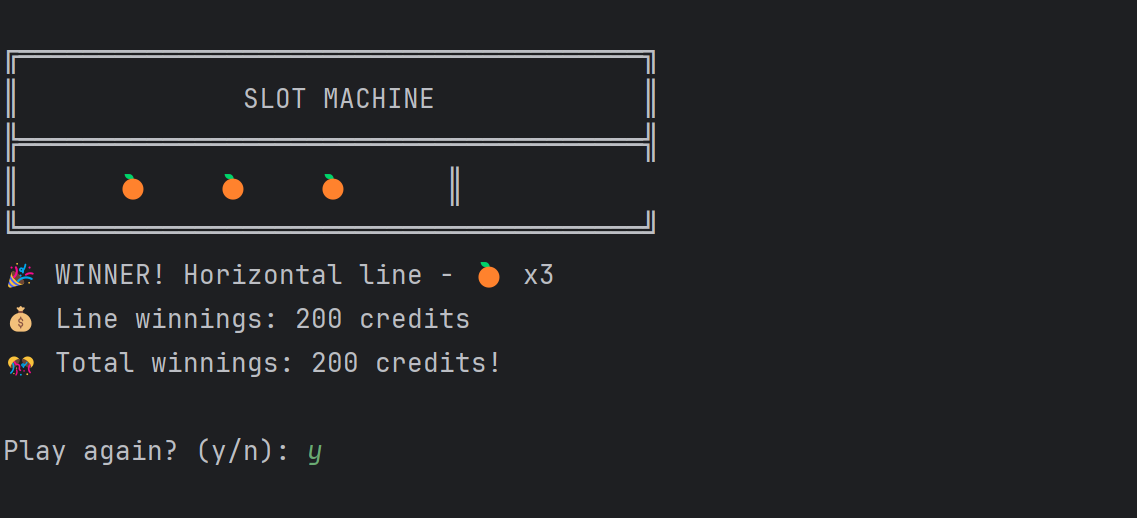 SLOT MACHINE
🍊 🍊 🍊
🎉 WINNER! Horizontal line - 🍊 x3
💰 Line winnings: 200 credits
🎊 Total winnings: 200 credits!
Play again? (y/n): y